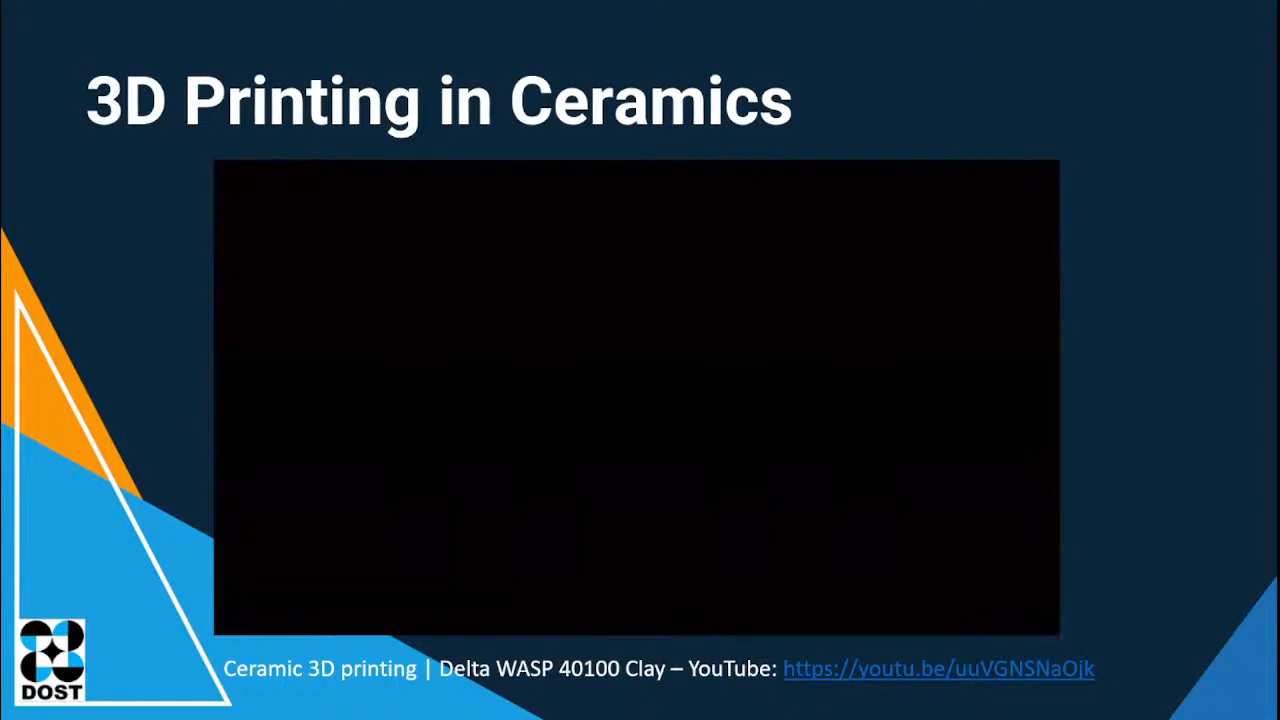 3D Printing in Ceramics
Ceramic 3D printing | Delta WASP 40100 Clay – YouTube: https://youtu.be/uuVGNSNaOjk
DOST